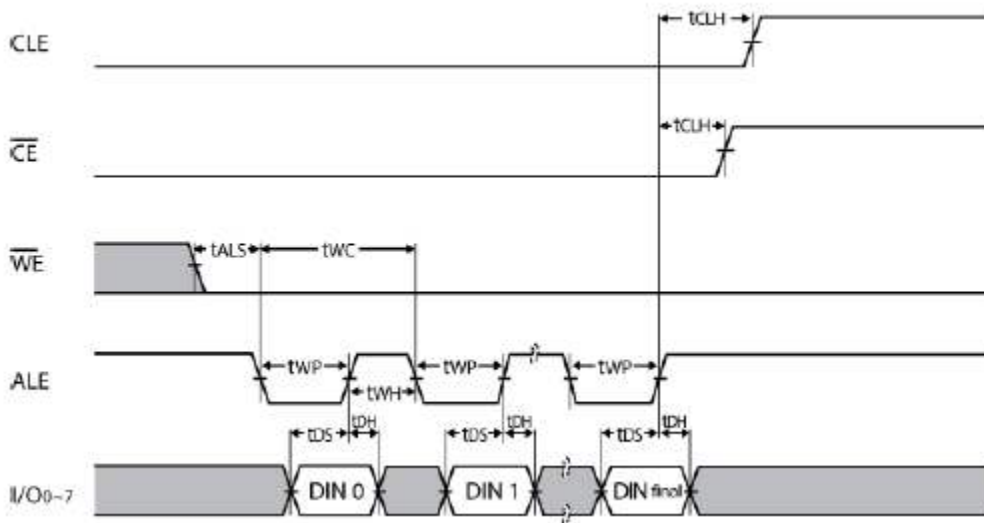 CLE tCLH
CE tCLH
WE tALS tWC
ALE tWP tWP tWP
tWH
tDS tDH tDS tDH tDS tDH
I/O0~7 DIN 0 DIN 1 DIN final